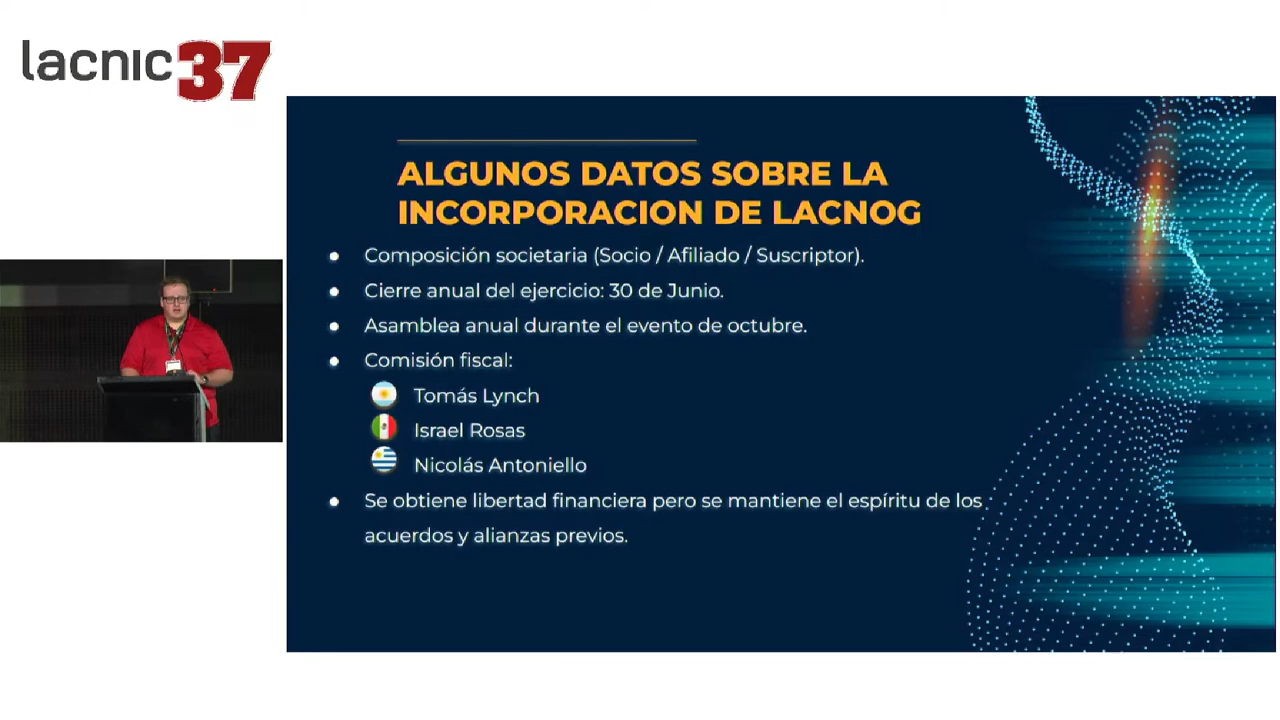 lacnic 37
ALGUNOS DATOS SOBRE LA
INCORPORACION DE LACNOG
• Composición societaria (Socio / Afiliado / Suscriptor).
• Cierre anual del ejercicio: 30 de Junio.
• Asamblea anual durante el evento de octubre.
• Comisión fiscal:
Tomás Lynch
Israel Rosas
Nicolás Antoniello
• Se obtiene libertad financiera pero se mantiene el espíritu de los
acuerdos y alianzas previos.